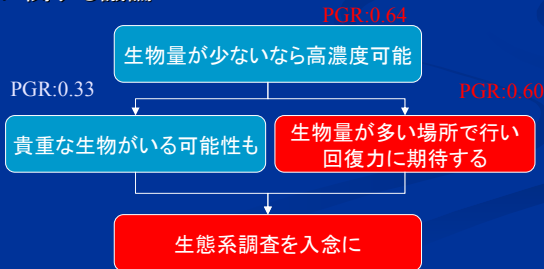 PGR:0.64
生物量が少ないなら高濃度可能
PGR:0.33
PGR:0.60
貴重な生物がいる可能性も
生物量が多い場所で行い
回復力に期待する
生態系調査を入念に